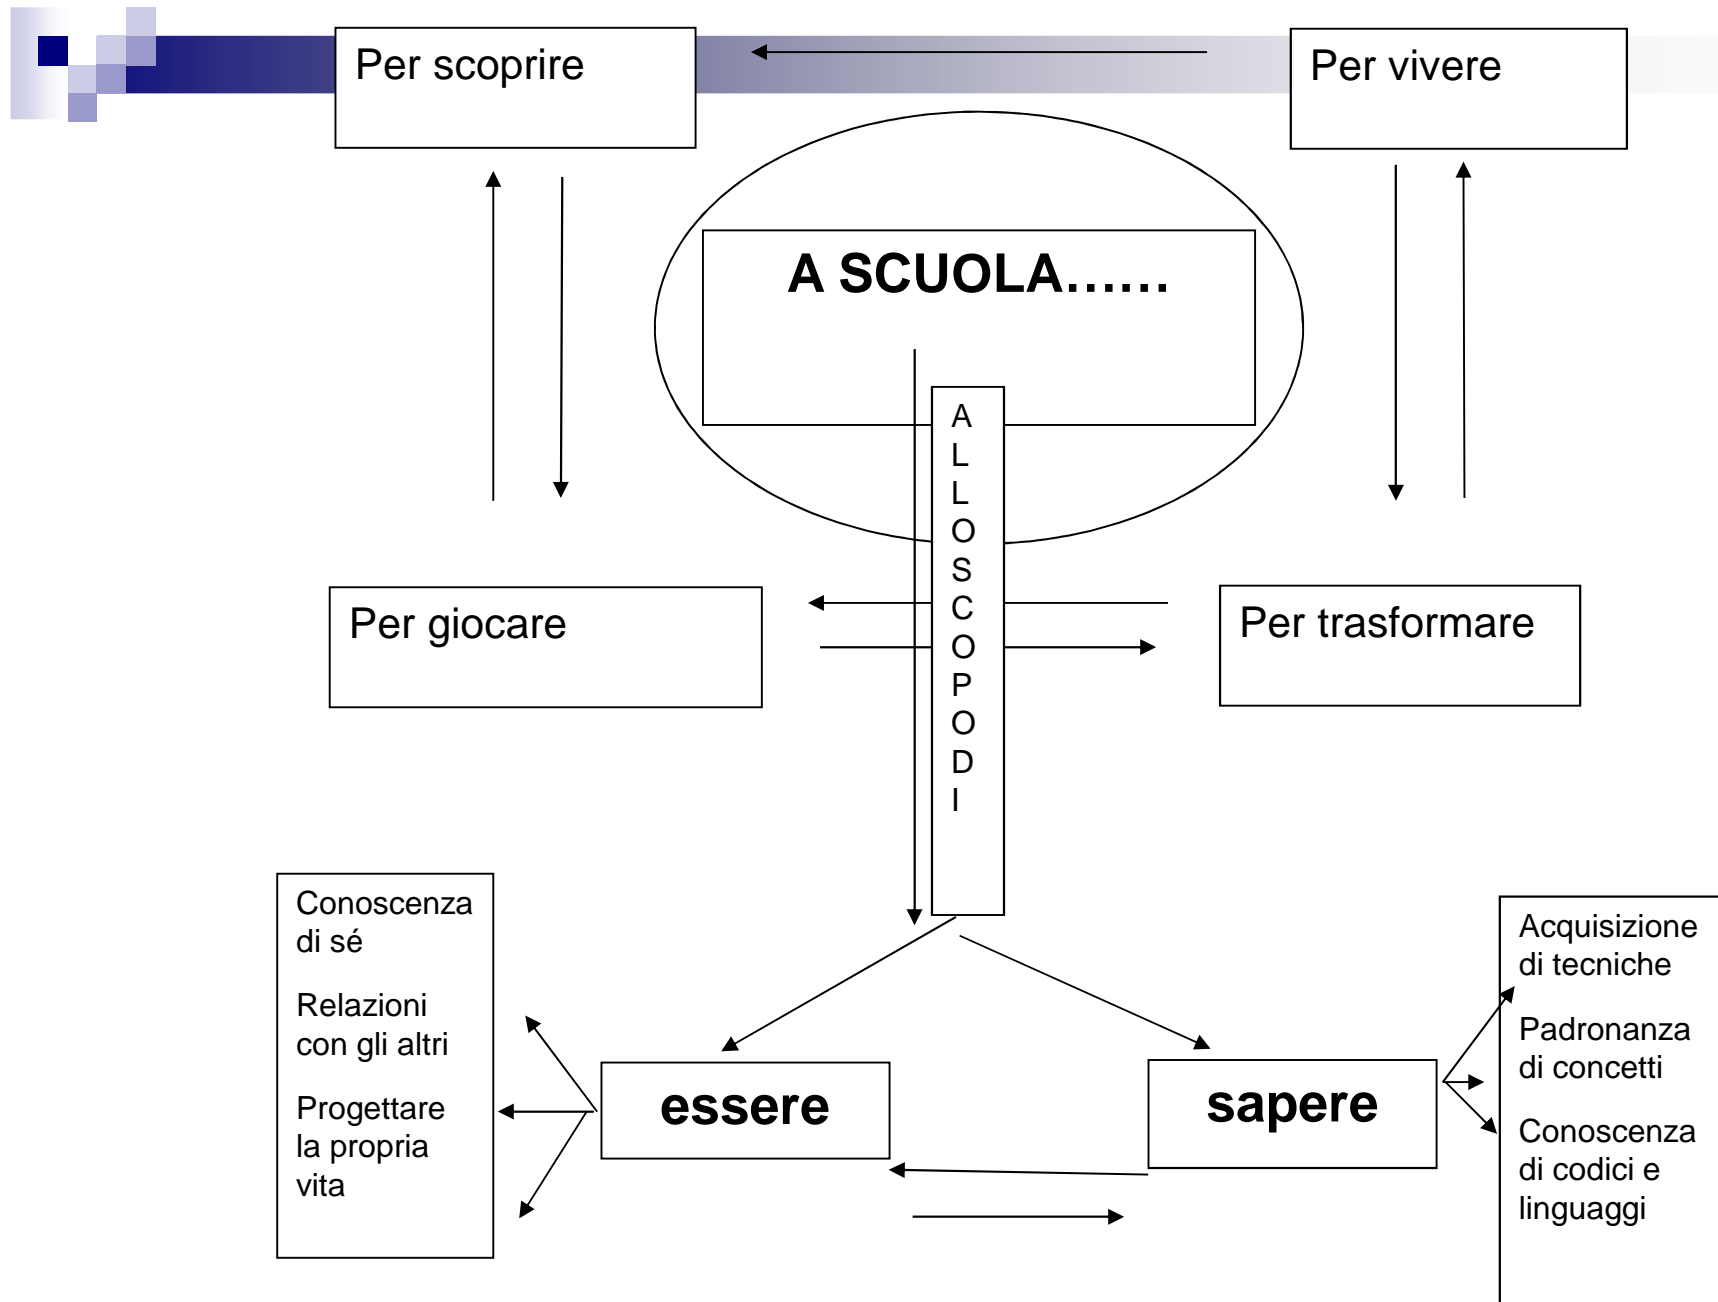 Per scoprire
Per vivere
A SCUOLA……
A
L
L
O
S
C
O
P
O
D
I
Per giocare
Per trasformare
Conoscenza
di sé
Relazioni
con gli altri
Progettare
la propria
vita
essere
sapere
Acquisizione
di tecniche
Padronanza
di concetti
Conoscenza
di codici e
linguaggi